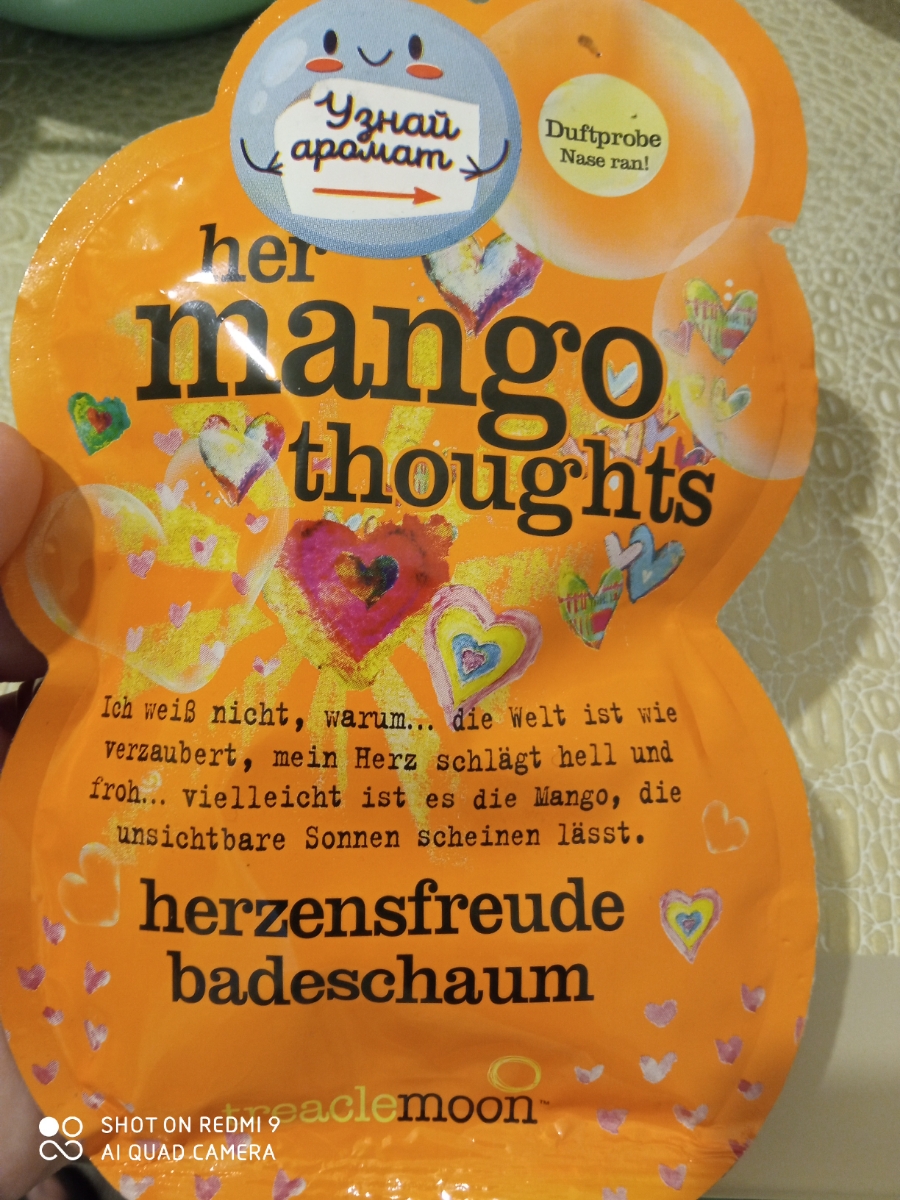 Узнай
аромат
Duftprobe
Nase ran!
her
mango
thoughts
Ich weiß nicht, warum... die Welt ist wie
verzaubert, mein Herz schlägt hell und
froh... vielleicht ist es die Mango, die
unsichtbare Sonnen scheinen lässt.
herzensfreude
badeschaum
treaclemoon™
SHOT ON REDMI 9
AI QUAD CAMERA